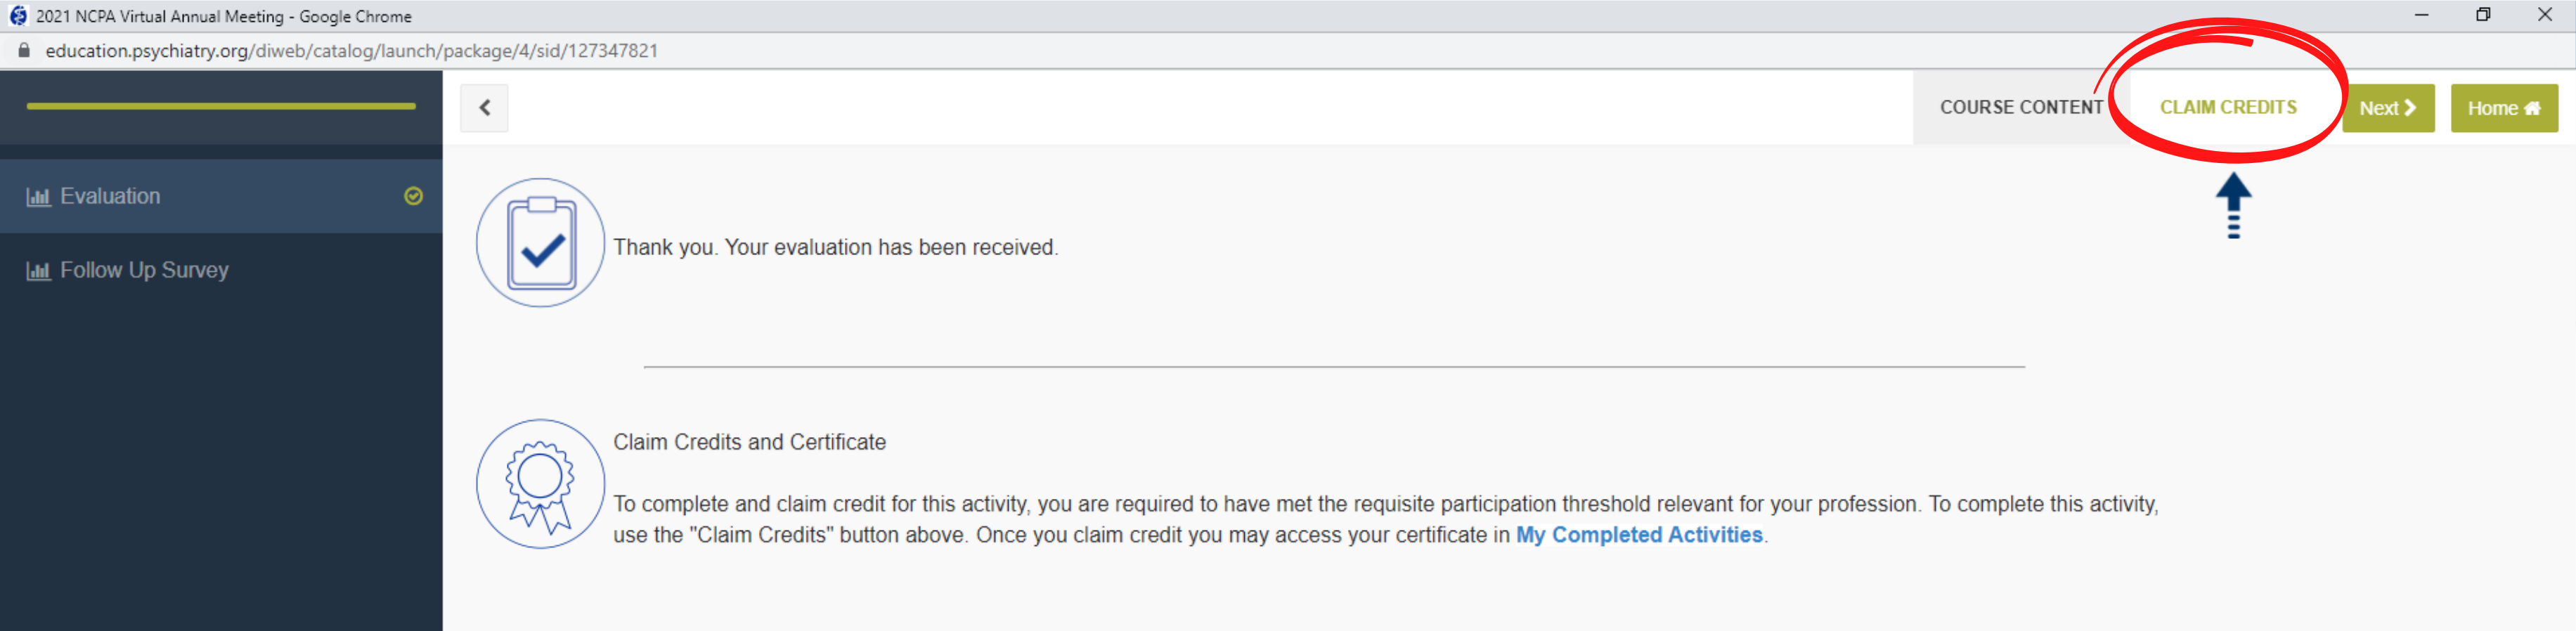 2021 NCPA Virtual Annual Meeting - Google Chrome
education.psychiatry.org/diweb/catalog/launch/package/4/sid/127347821
COURSE CONTENT
CLAIM CREDITS
Next
Home
Evaluation
Follow Up Survey
Thank you. Your evaluation has been received.
Claim Credits and Certificate
To complete and claim credit for this activity, you are required to have met the requisite participation threshold relevant for your profession. To complete this activity,
use the "Claim Credits" button above. Once you claim credit you may access your certificate in My Completed Activities.